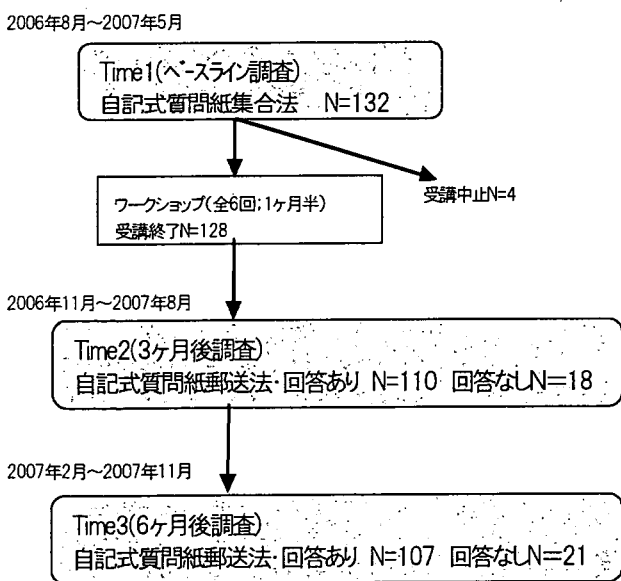 2006年8月～2007年5月
Time1(ベースライン調査)
自記式質問紙集合法 N=132
受講中止N=4
ワークショップ(全6回;1ヶ月半)
受講終了N=128
2006年11月～2007年8月
Time2(3ヶ月後調査)
自記式質問紙郵送法･回答あり N=110 回答なしN=18
2007年2月～2007年11月
Time3(6ヶ月後調査)
自記式質問紙郵送法･回答あり N=107 回答なしN=21